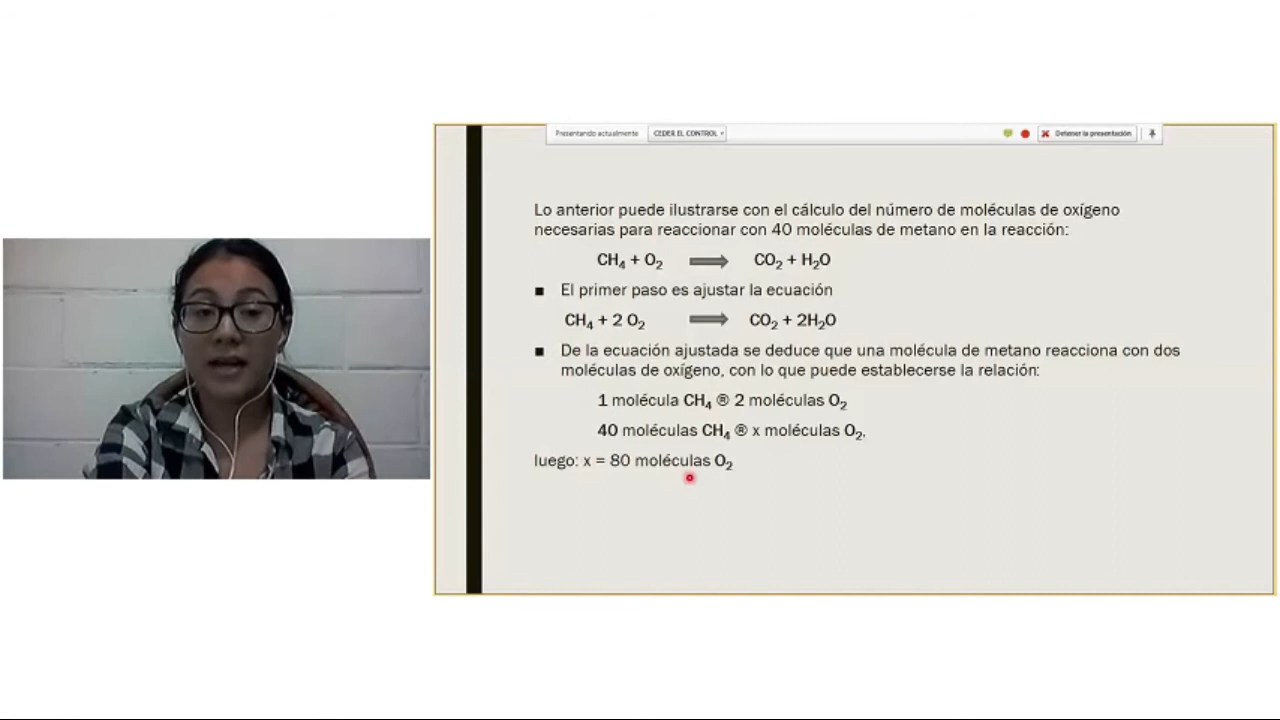 Presentando actualmente CEDER EL CONTROL Detener la presentación
Lo anterior puede ilustrarse con el cálculo del número de moléculas de oxígeno
necesarias para reaccionar con 40 moléculas de metano en la reacción:
CH₄ + O₂ ⟹ CO₂ + H₂O
■ El primer paso es ajustar la ecuación
CH₄ + 2 O₂ ⟹ CO₂ + 2H₂O
■ De la ecuación ajustada se deduce que una molécula de metano reacciona con dos
moléculas de oxígeno, con lo que puede establecerse la relación:
1 molécula CH₄ ® 2 moléculas O₂
40 moléculas CH₄ ® x moléculas O₂.
luego: x = 80 moléculas O₂